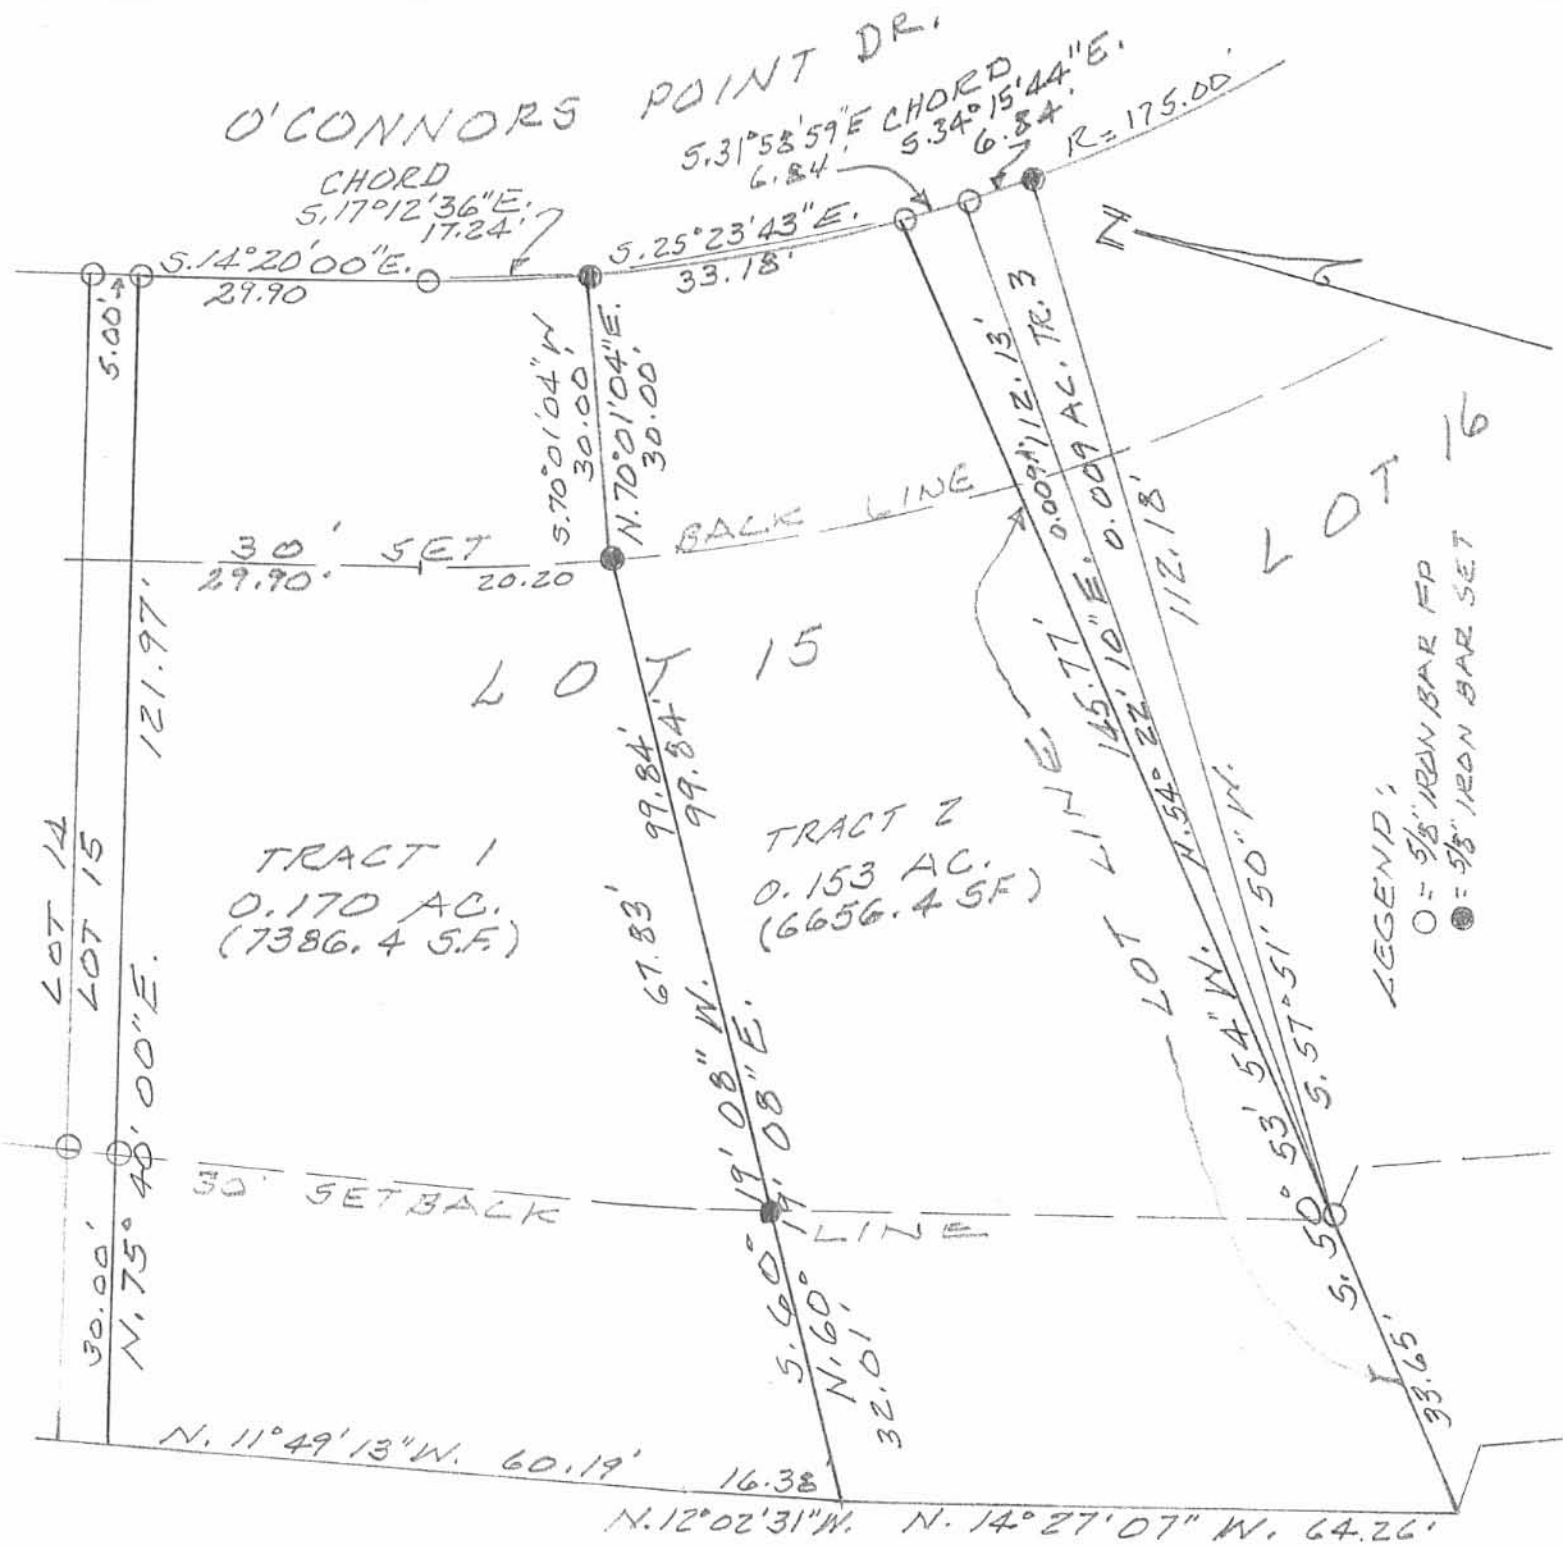 O'CONNORS POINT DR.
CHORD
S.17°12'36"E.
17.24'
S.31°58'59"E CHORD
6.84'
S.34°15'44"E.
6.84'
R=175.00'
S.14°20'00"E.
29.90
S.25°23'43"E.
33.18'
N
5.00'
S.70°01'04"W
30.00'
N.70°01'04"E.
30.00'
112.13'
0.009 AC. TR. 3
112.18'
LOT 16
30' SET BACK LINE
29.90'
20.20
121.97'
LOT 15
99.84'
99.84'
145.77'
N.54° 22' 10" E.
LOT LINE
LOT 14
LOT 15
TRACT 1
0.170 AC.
(7386.4 S.F.)
TRACT 2
0.153 AC.
(6656.4 SF)
67.83'
LEGEND:
O = 5/8" IRON BAR FD
● = 5/8" IRON BAR SET
S. 57°51'50" W.
S. 50° 53' 54" W.
30' SETBACK LINE
30.00'
N. 75° 40' 00" E.
S. 60° 19' 08" W.
N. 60° 19' 08" E.
32.01'
33.65'
N. 11°49'13"W. 60.19'
16.38'
N.12°02'31"W. N. 14°27'07" W. 64.26'